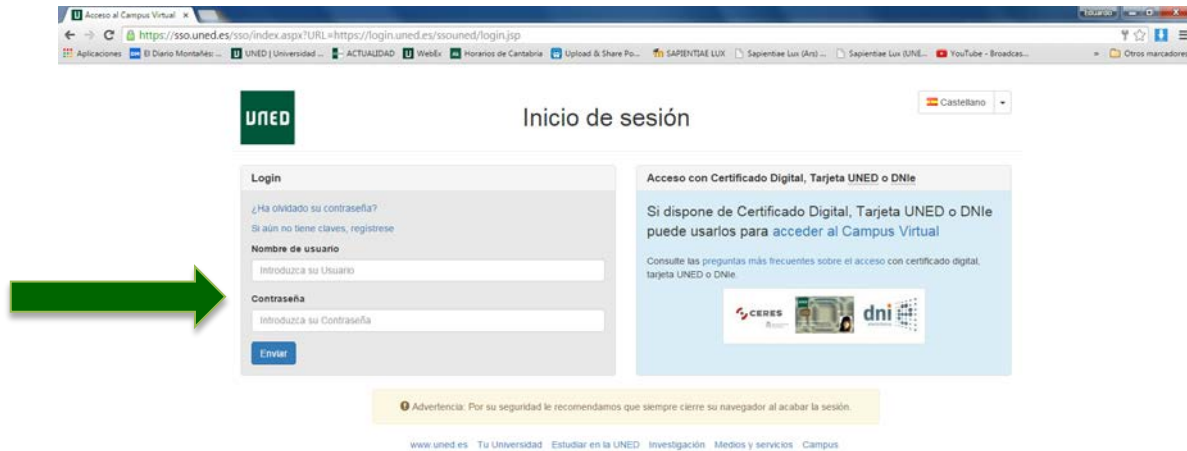 Acceso al Campus Virtual
Eduardo
https://sso.uned.es/sso/index.aspx?URL=https://login.uned.es/ssouned/login.jsp
Aplicaciones El Diario Montañés: ... UNED | Universidad ... ACTUALIDAD WebEx Horarios de Cantabria Upload & Share Po... SAPIENTIAE LUX Sapientiae Lux (Ars) ... Sapientiae Lux (UNE... YouTube - Broadcas... » Otros marcadores
UNED
Inicio de sesión
Castellano
Login
¿Ha olvidado su contraseña?
Si aún no tiene claves, regístrese
Nombre de usuario
Introduzca su Usuario
Contraseña
Introduzca su Contraseña
Enviar
Acceso con Certificado Digital, Tarjeta UNED o DNIe
Si dispone de Certificado Digital, Tarjeta UNED o DNIe
puede usarlos para acceder al Campus Virtual
Consulte las preguntas más frecuentes sobre el acceso con certificado digital,
tarjeta UNED o DNIe.
CERES
dni
Advertencia: Por su seguridad le recomendamos que siempre cierre su navegador al acabar la sesión.
www.uned.es Tu Universidad Estudiar en la UNED Investigación Medios y servicios Campus